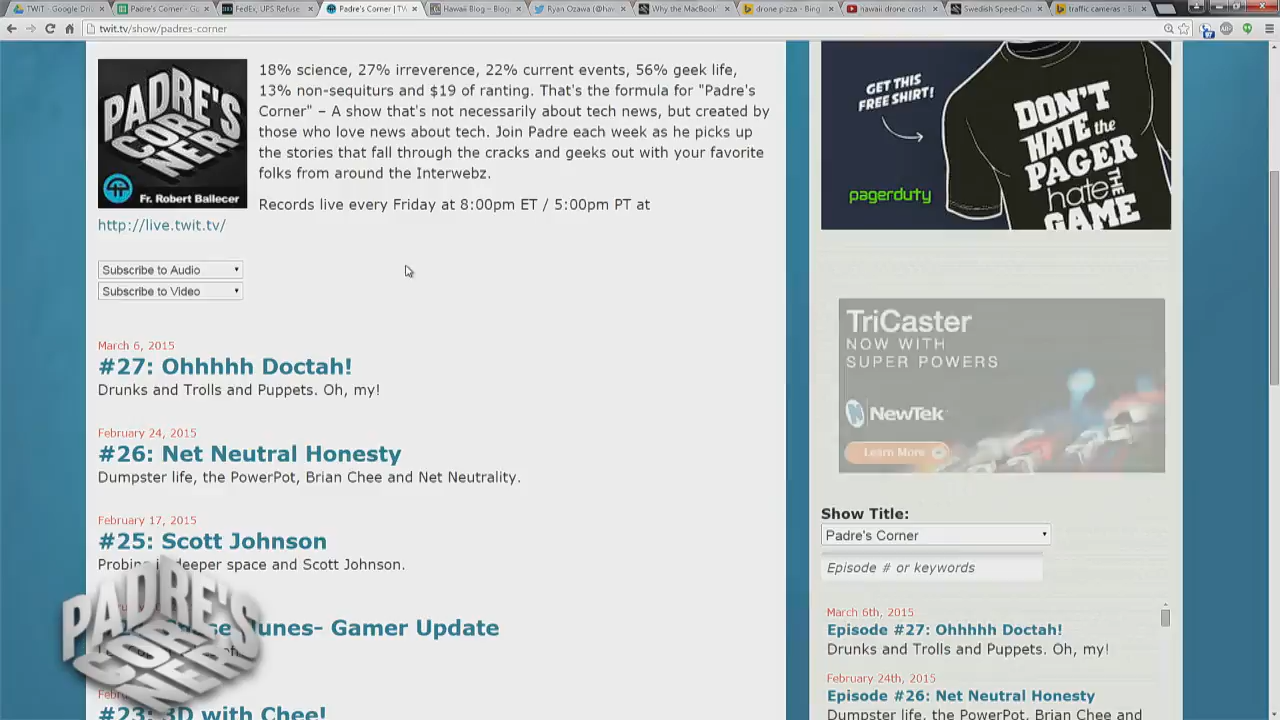 TWiT - Google Driv
Padre's Corner - Gu
FedEx, UPS Refuse
Padre's Corner | TV
Hawaii Blog – Blog
Ryan Ozawa (@haw
Why the MacBook
drone pizza - Bing
hawaii drone crash
Swedish Speed-Ca
traffic cameras - Bi
twit.tv/show/padres-corner
PADRE'S
CORNER
Fr. Robert Ballecer
18% science, 27% irreverence, 22% current events, 56% geek life,
13% non-sequiturs and $19 of ranting. That's the formula for "Padre's
Corner" – A show that's not necessarily about tech news, but created by
those who love news about tech. Join Padre each week as he picks up
the stories that fall through the cracks and geeks out with your favorite
folks from around the Interwebz.
Records live every Friday at 8:00pm ET / 5:00pm PT at
http://live.twit.tv/
Subscribe to Audio
Subscribe to Video
March 6, 2015
#27: Ohhhhh Doctah!
Drunks and Trolls and Puppets. Oh, my!
February 24, 2015
#26: Net Neutral Honesty
Dumpster life, the PowerPot, Brian Chee and Net Neutrality.
February 17, 2015
#25: Scott Johnson
deeper space and Scott Johnson.
Gamer Update
#23: 3D with Chee!
PADRE'S
CORNER
GET THIS
FREE SHIRT!
pagerduty
DON'T
HATE the
PAGER
hate THE
GAME
TriCaster
NOW WITH
SUPER POWERS
NewTek
Learn More
Show Title:
Padre's Corner
Episode # or keywords
March 6th, 2015
Episode #27: Ohhhhh Doctah!
Drunks and Trolls and Puppets. Oh, my!
February 24th, 2015
Episode #26: Net Neutral Honesty
Dumpster life, the PowerPot, Brian Chee and